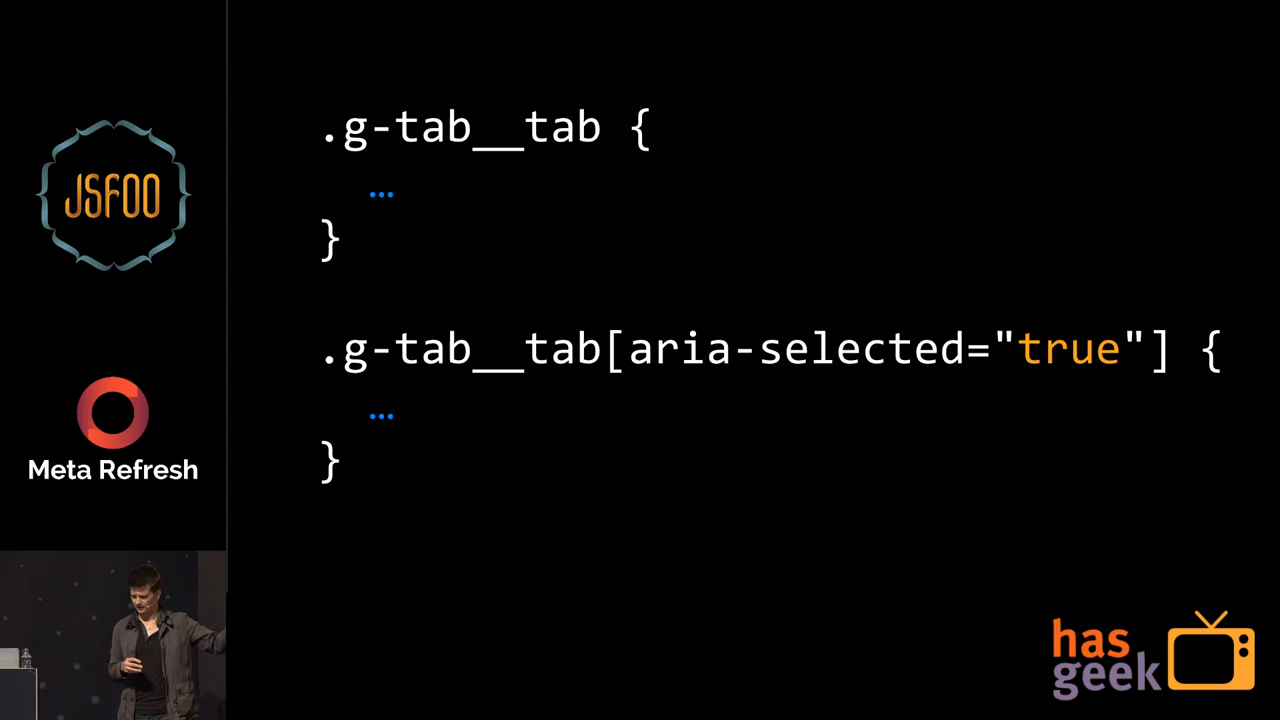 JSFOO
Meta Refresh
.g-tab__tab {
…
}
.g-tab__tab[aria-selected="true"] {
…
}
has
geek